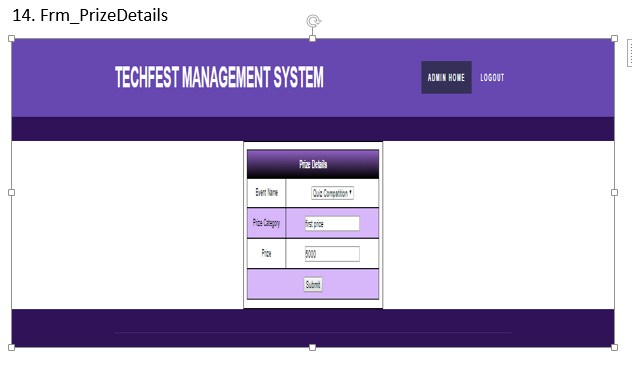 14. Frm_PrizeDetails
TECHFEST MANAGEMENT SYSTEM
ADMIN HOME LOGOUT
Prize Details
Event Name Quiz Competition
Prize Category first price
Prize 5000
Submit